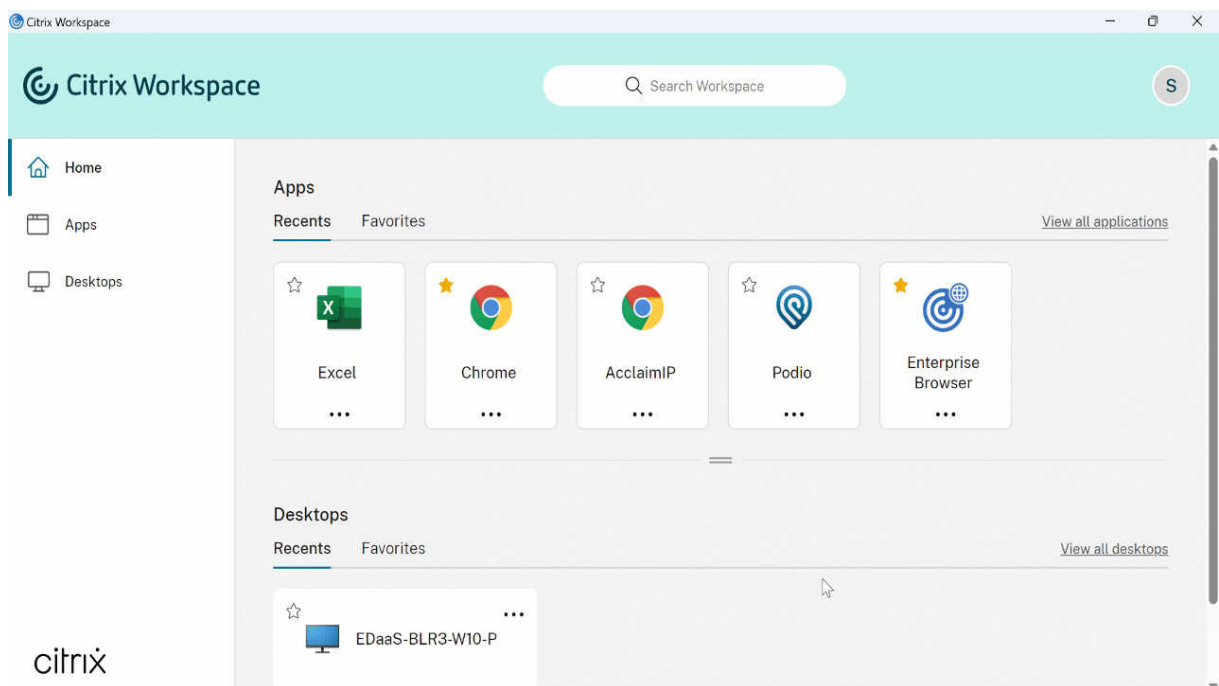 Citrix Workspace
Citrix Workspace
Search Workspace
S
Home
Apps
Desktops
Apps
Recents Favorites View all applications
Excel Chrome AcclaimIP Podio Enterprise Browser
Desktops
Recents Favorites View all desktops
EDaaS-BLR3-W10-P
citrix